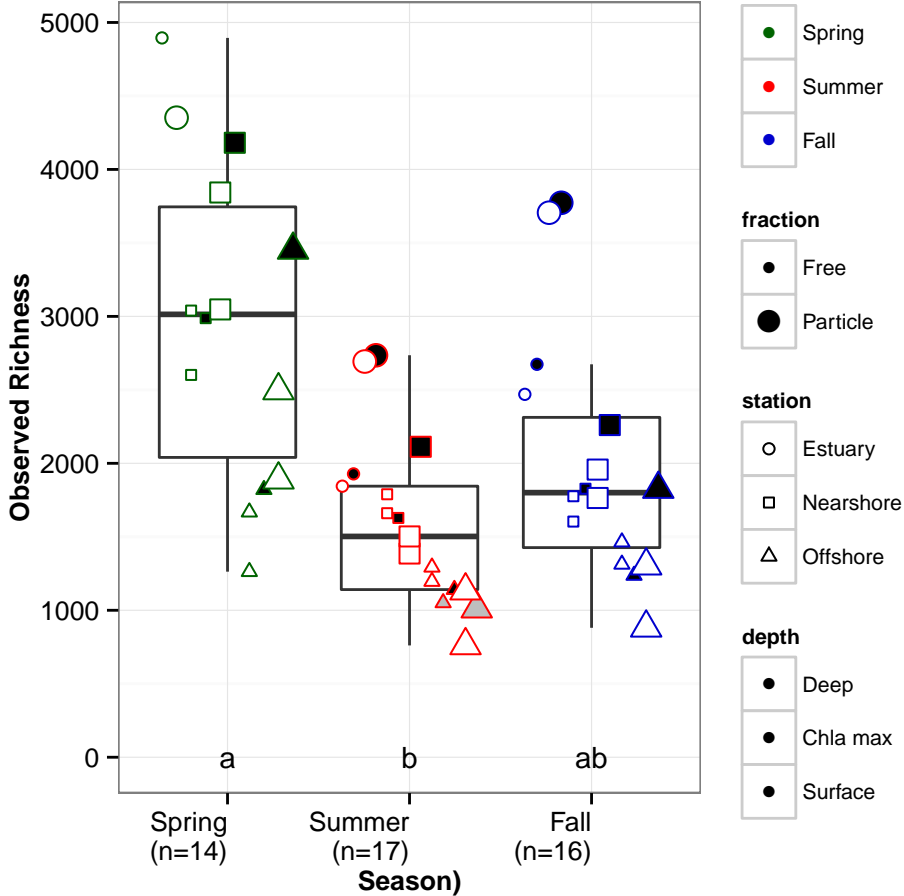 5000
4000
3000
2000
1000
0
Observed Richness
a
b
ab
Spring
(n=14)
Summer
(n=17)
Fall
(n=16)
Season)
Spring
Summer
Fall
fraction
Free
Particle
station
Estuary
Nearshore
Offshore
depth
Deep
Chla max
Surface